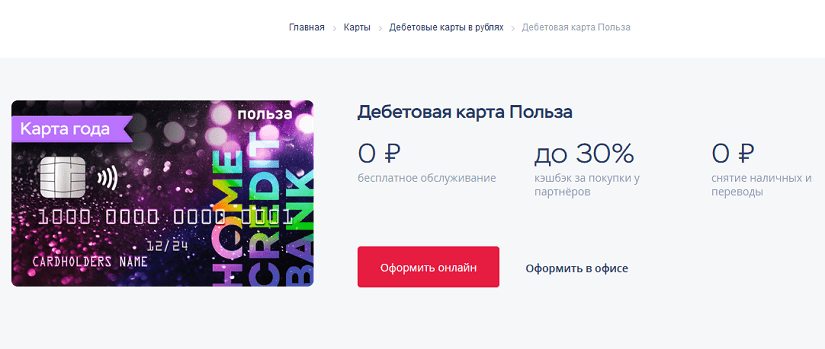 Главная › Карты › Дебетовые карты в рублях › Дебетовая карта Польза
польза
Карта года
HOME
CREDIT
BANK
1000 0000 0000 0001
12/24
CARDHOLDERS NAME
Дебетовая карта Польза
0 ₽
бесплатное обслуживание
до 30%
кэшбэк за покупки у
партнёров
0 ₽
снятие наличных и
переводы
Оформить онлайн
Оформить в офисе